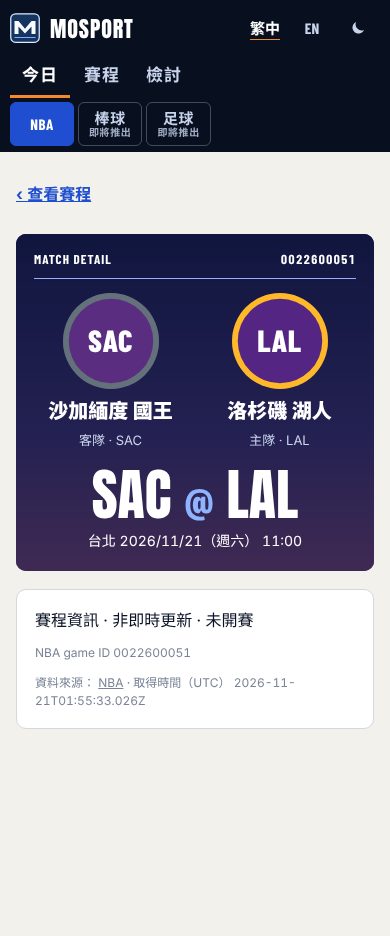 MOSPORT
繁中
EN
今日
賽程
檢討
NBA
棒球
即將推出
足球
即將推出
‹ 查看賽程
MATCH DETAIL
0022600051
SAC
LAL
沙加緬度 國王
洛杉磯 湖人
客隊 · SAC
主隊 · LAL
SAC @ LAL
台北 2026/11/21（週六） 11:00
賽程資訊 · 非即時更新 · 未開賽
NBA game ID 0022600051
資料來源： NBA · 取得時間（UTC） 2026-11-
21T01:55:33.026Z